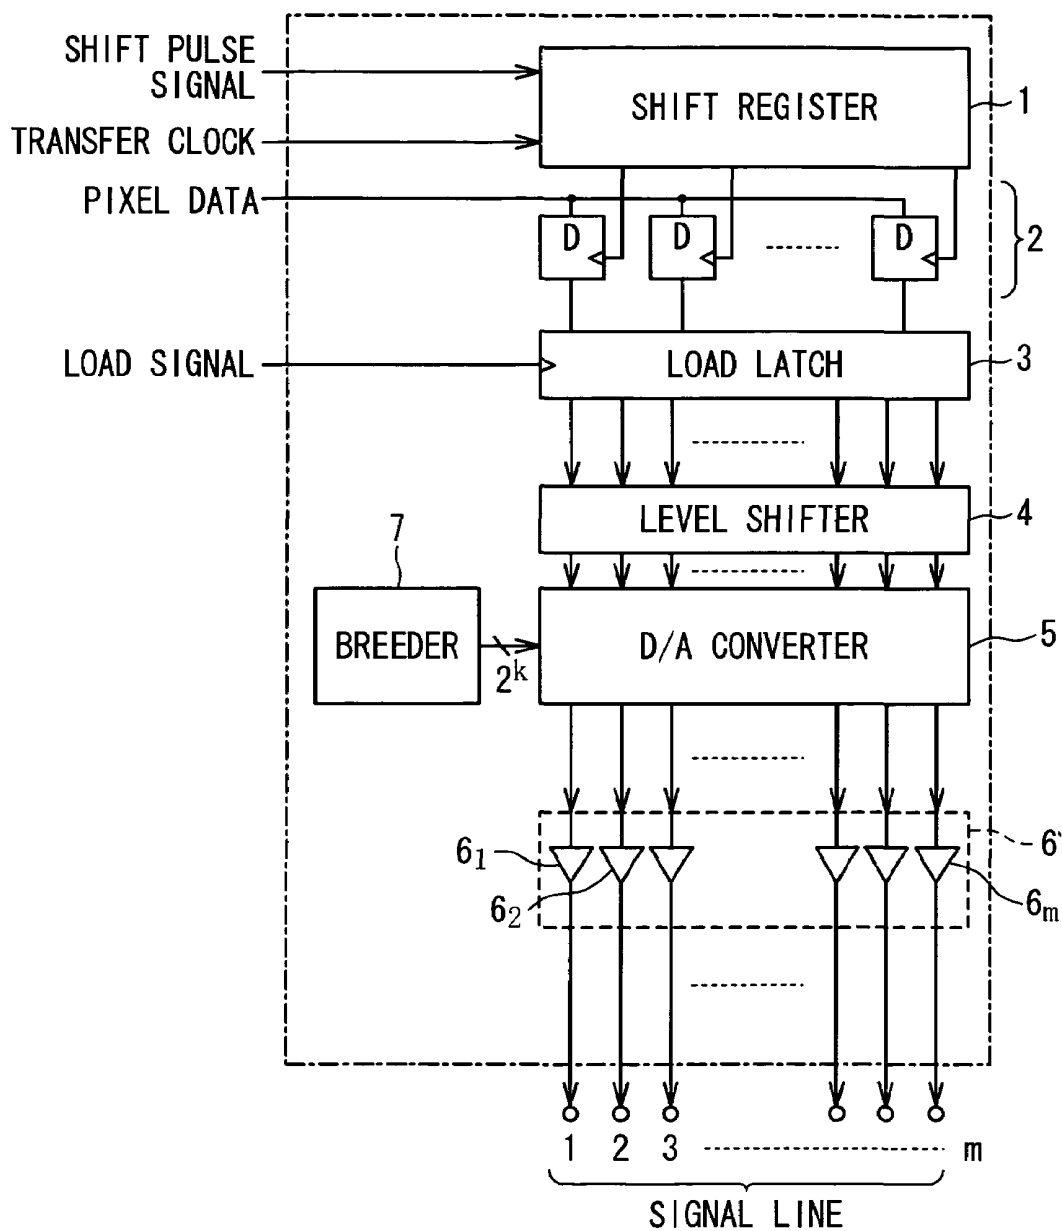 SHIFT PULSE
SIGNAL
SHIFT REGISTER
1
TRANSFER CLOCK
PIXEL DATA
D
D
D
2
LOAD SIGNAL
LOAD LATCH
3
LEVEL SHIFTER
4
7
BREEDER
2k
D/A CONVERTER
5
6'
61
62
6m
1
2
3
m
SIGNAL LINE